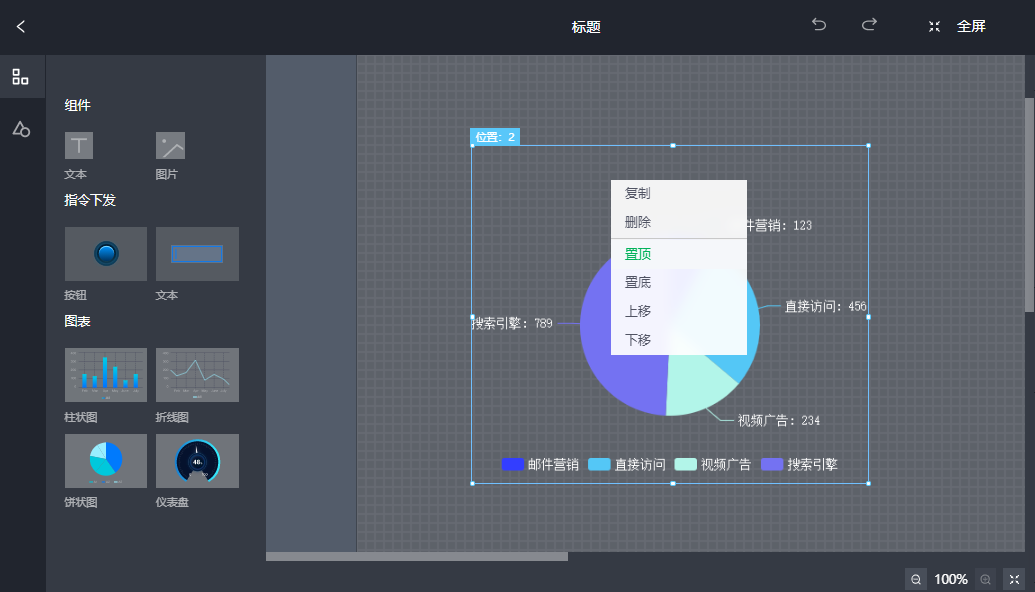 标题
全屏
组件
文本
图片
指令下发
按钮
文本
图表
柱状图
折线图
饼状图
仪表盘
位置：2
复制
删除
置顶
置底
上移
下移
件营销：123
直接访问：456
搜索引擎：789
视频广告：234
邮件营销
直接访问
视频广告
搜索引擎
100%